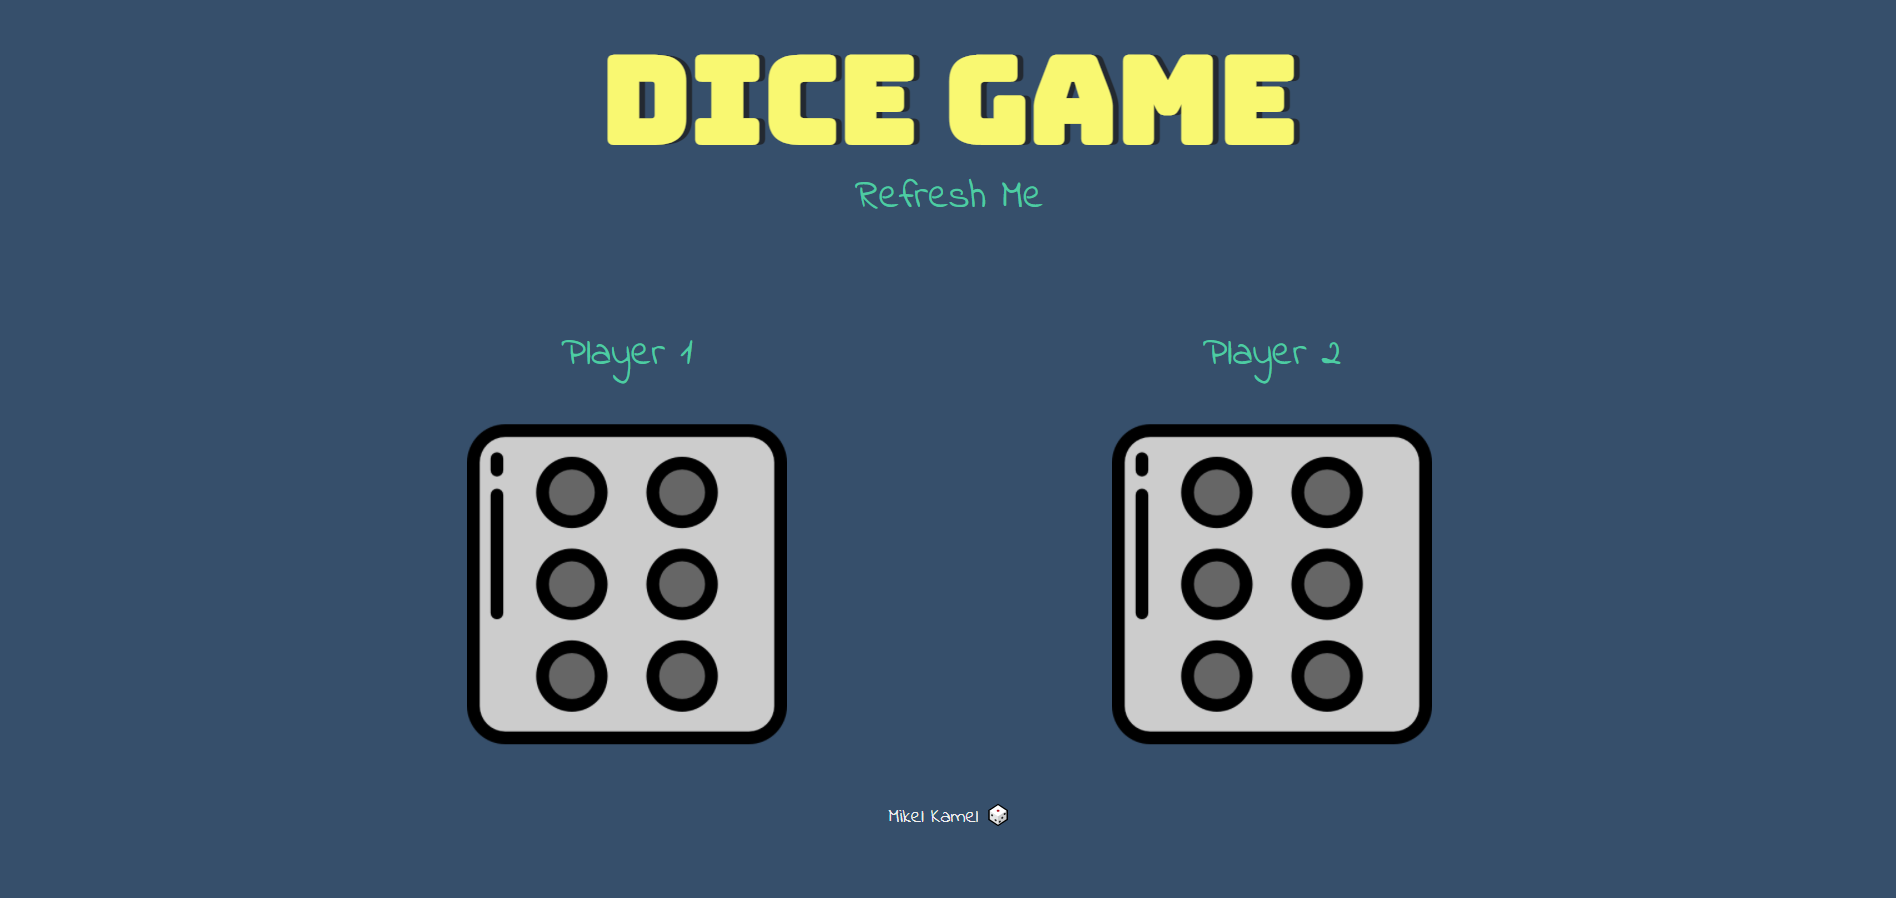 DICE GAME
Refresh Me
Player 1
Player 2
Mikel Kamel